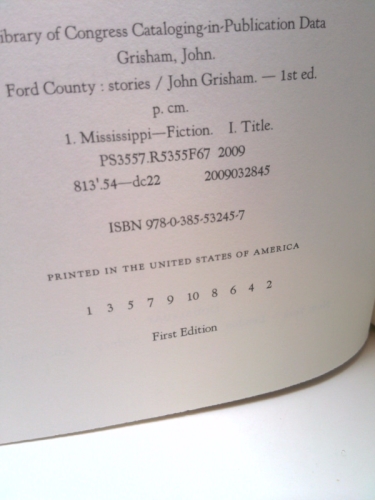 ibrary of Congress Cataloging-in-Publication Data
Grisham, John.
Ford County : stories / John Grisham. — 1st ed.
p. cm.
1. Mississippi—Fiction. I. Title.
PS3557.R5355F67 2009
813'.54—dc22 2009032845
ISBN 978-0-385-53245-7
PRINTED IN THE UNITED STATES OF AMERICA
1 3 5 7 9 10 8 6 4 2
First Edition